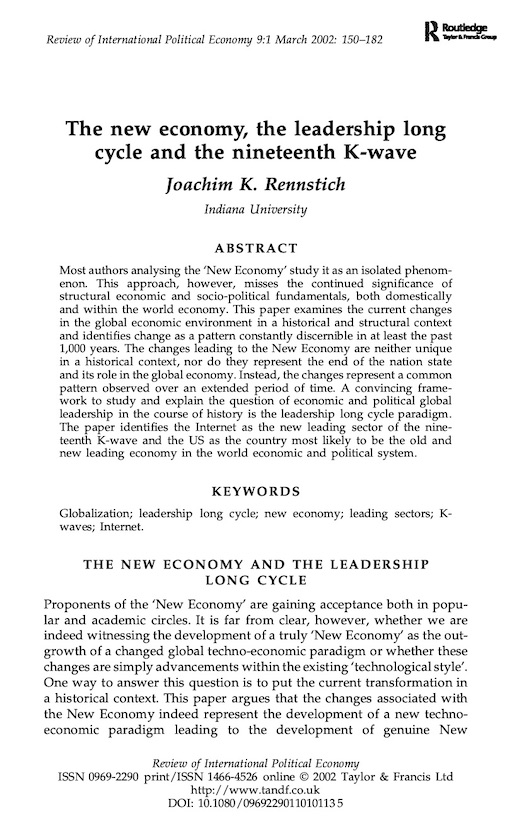 Review of International Political Economy 9:1 March 2002: 150–182
Routledge
Taylor & Francis Group
The new economy, the leadership long
cycle and the nineteenth K-wave
Joachim K. Rennstich
Indiana University
ABSTRACT
Most authors analysing the ‘New Economy’ study it as an isolated phenom-
enon. This approach, however, misses the continued significance of
structural economic and socio-political fundamentals, both domestically
and within the world economy. This paper examines the current changes
in the global economic environment in a historical and structural context
and identifies change as a pattern constantly discernible in at least the past
1,000 years. The changes leading to the New Economy are neither unique
in a historical context, nor do they represent the end of the nation state
and its role in the global economy. Instead, the changes represent a common
pattern observed over an extended period of time. A convincing frame-
work to study and explain the question of economic and political global
leadership in the course of history is the leadership long cycle paradigm.
The paper identifies the Internet as the new leading sector of the nine-
teenth K-wave and the US as the country most likely to be the old and
new leading economy in the world economic and political system.
KEYWORDS
Globalization; leadership long cycle; new economy; leading sectors; K-
waves; Internet.
THE NEW ECONOMY AND THE LEADERSHIP
LONG CYCLE
Proponents of the ‘New Economy’ are gaining acceptance both in popu-
lar and academic circles. It is far from clear, however, whether we are
indeed witnessing the development of a truly ‘New Economy’ as the out-
growth of a changed global techno-economic paradigm or whether these
changes are simply advancements within the existing ‘technological style’.
One way to answer this question is to put the current transformation in
a historical context. This paper argues that the changes associated with
the New Economy indeed represent the development of a new techno-
economic paradigm leading to the development of genuine New
Review of International Political Economy
ISSN 0969-2290 print/ISSN 1466-4526 online © 2002 Taylor & Francis Ltd
http://www.tandf.co.uk
DOI: 10.1080/09692290110101135